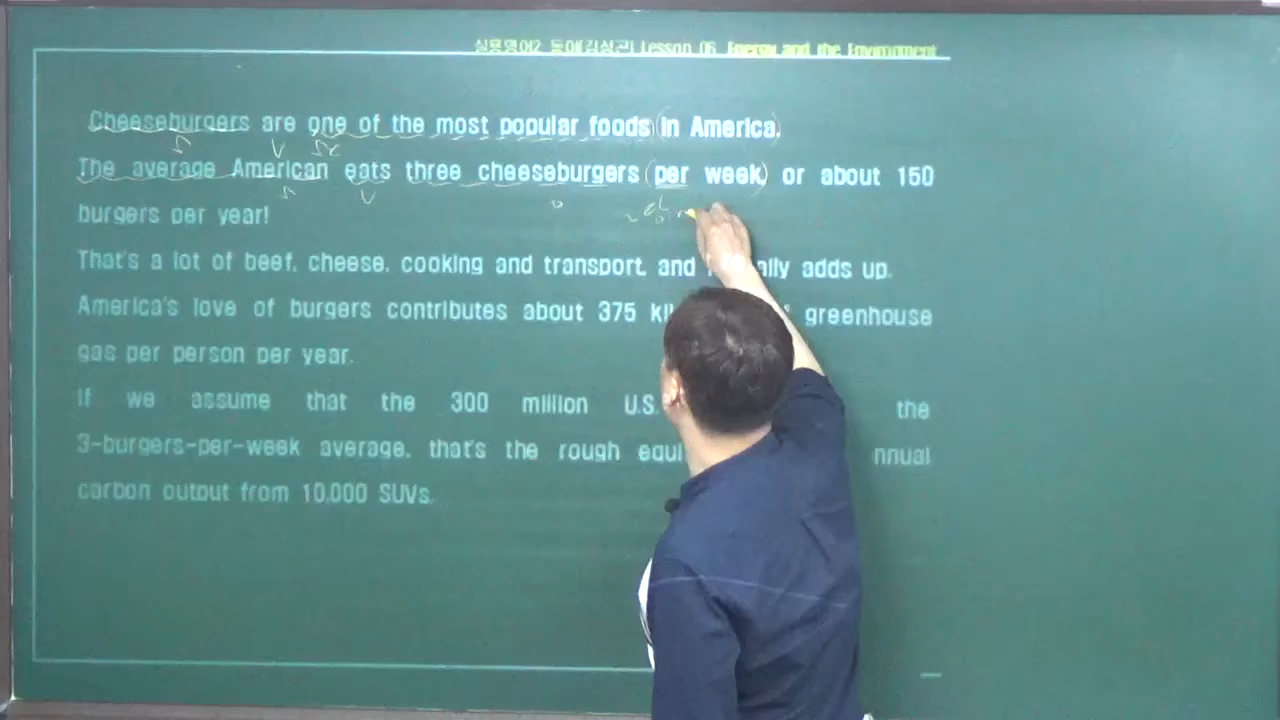 실용영어2 동아(김성곤) Lesson 06. Energy and the Environment
Cheeseburgers are one of the most popular foods (in America)
S V SC
The average American eats three cheeseburgers (per week) or about 150
S V O
burgers per year!
That's a lot of beef, cheese, cooking and transport, and ally adds up.
America's love of burgers contributes about 375 greenhouse
gas per person per year.
If we assume that the 300 million U.S. the
3-burgers-per-week average, that's the rough nnual
carbon output from 10,000 SUVs.